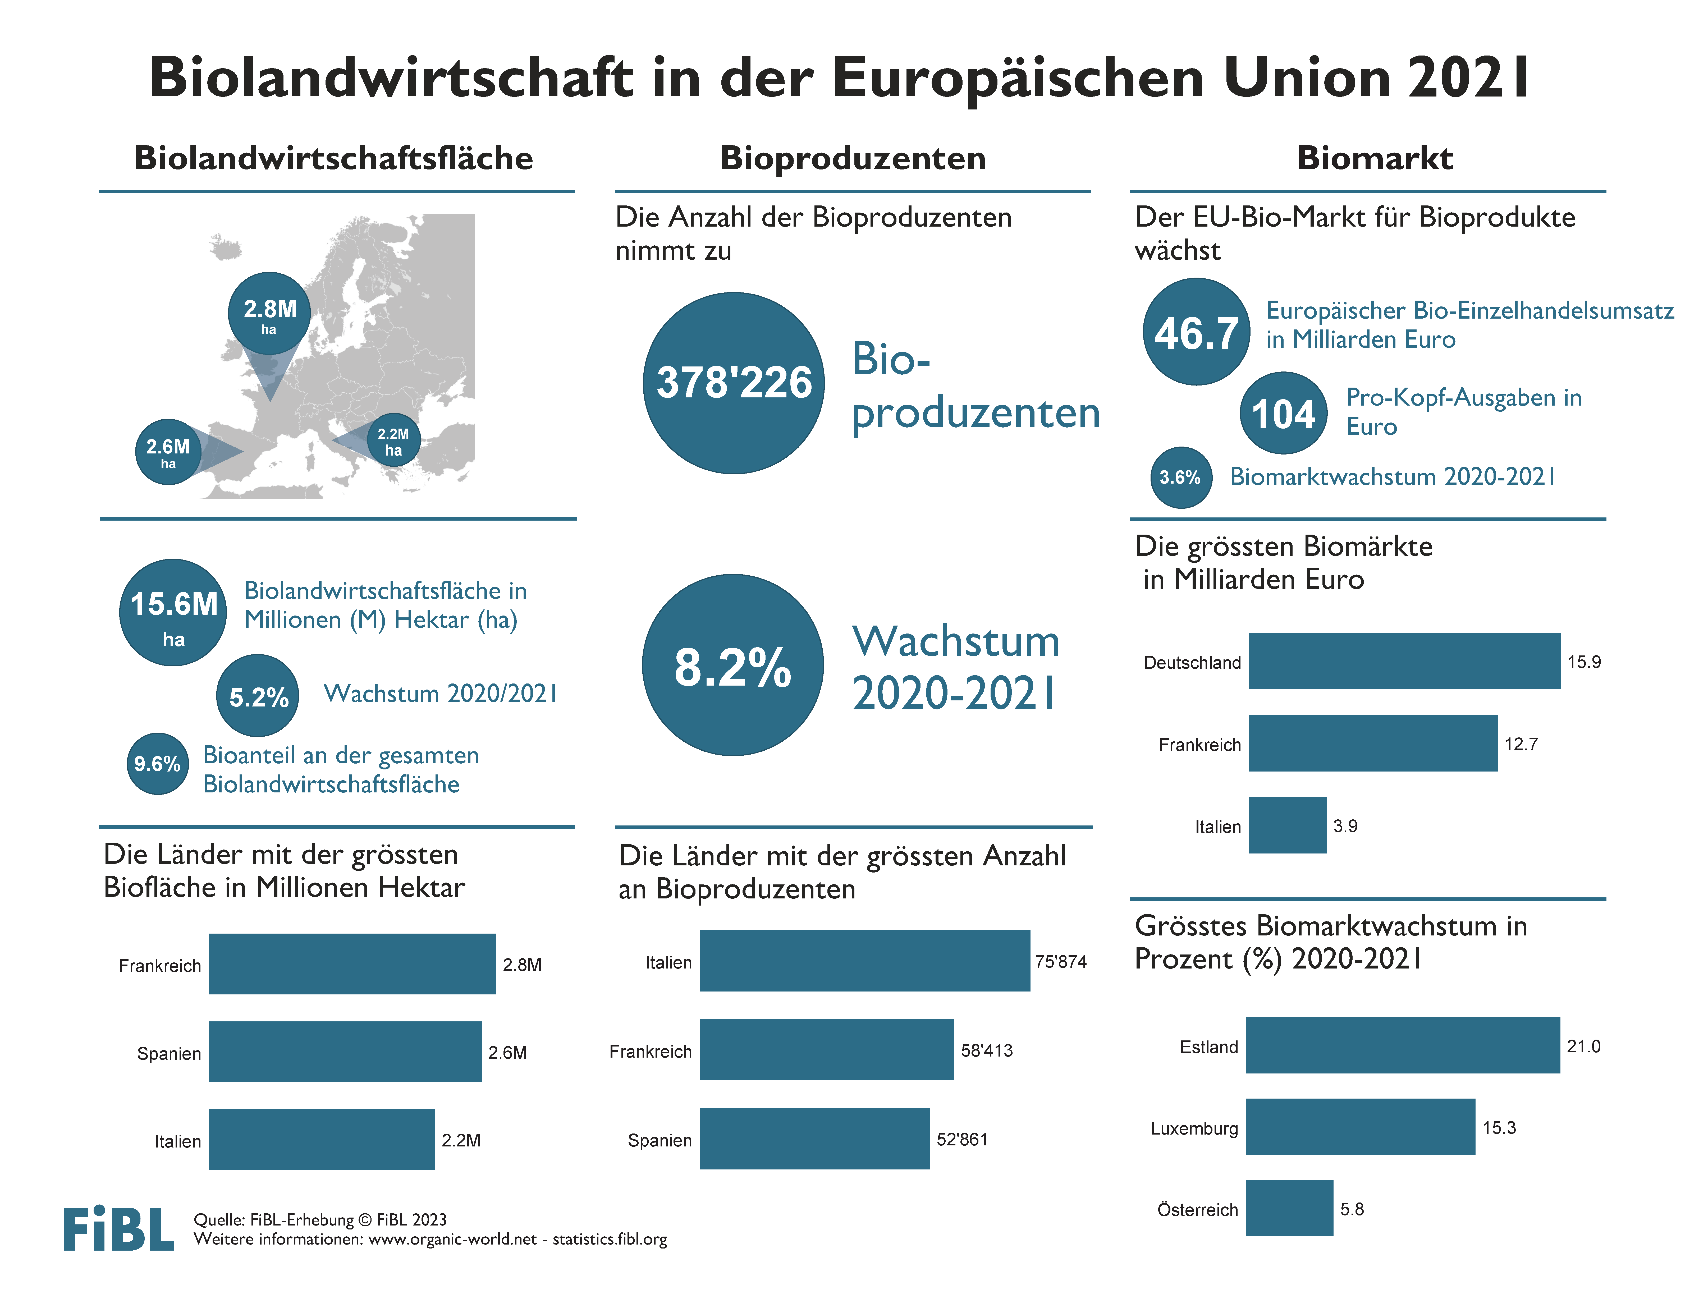 Biolandwirtschaft in der Europäischen Union 2021
Biolandwirtschaftsfläche
2.8M
ha
2.6M
ha
2.2M
ha
15.6M
ha
Biolandwirtschaftsfläche in
Millionen (M) Hektar (ha)
5.2%
Wachstum 2020/2021
9.6%
Bioanteil an der gesamten
Biolandwirtschaftsfläche
Die Länder mit der grössten
Biofläche in Millionen Hektar
Frankreich 2.8M
Spanien 2.6M
Italien 2.2M
Bioproduzenten
Die Anzahl der Bioproduzenten
nimmt zu
378'226
Bio-
produzenten
8.2%
Wachstum
2020-2021
Die Länder mit der grössten Anzahl
an Bioproduzenten
Italien 75'874
Frankreich 58'413
Spanien 52'861
Biomarkt
Der EU-Bio-Markt für Bioprodukte
wächst
46.7
Europäischer Bio-Einzelhandelsumsatz
in Milliarden Euro
104
Pro-Kopf-Ausgaben in
Euro
3.6%
Biomarktwachstum 2020-2021
Die grössten Biomärkte
in Milliarden Euro
Deutschland 15.9
Frankreich 12.7
Italien 3.9
Grösstes Biomarktwachstum in
Prozent (%) 2020-2021
Estland 21.0
Luxemburg 15.3
Österreich 5.8
FiBL
Quelle: FiBL-Erhebung © FiBL 2023
Weitere informationen: www.organic-world.net - statistics.fibl.org